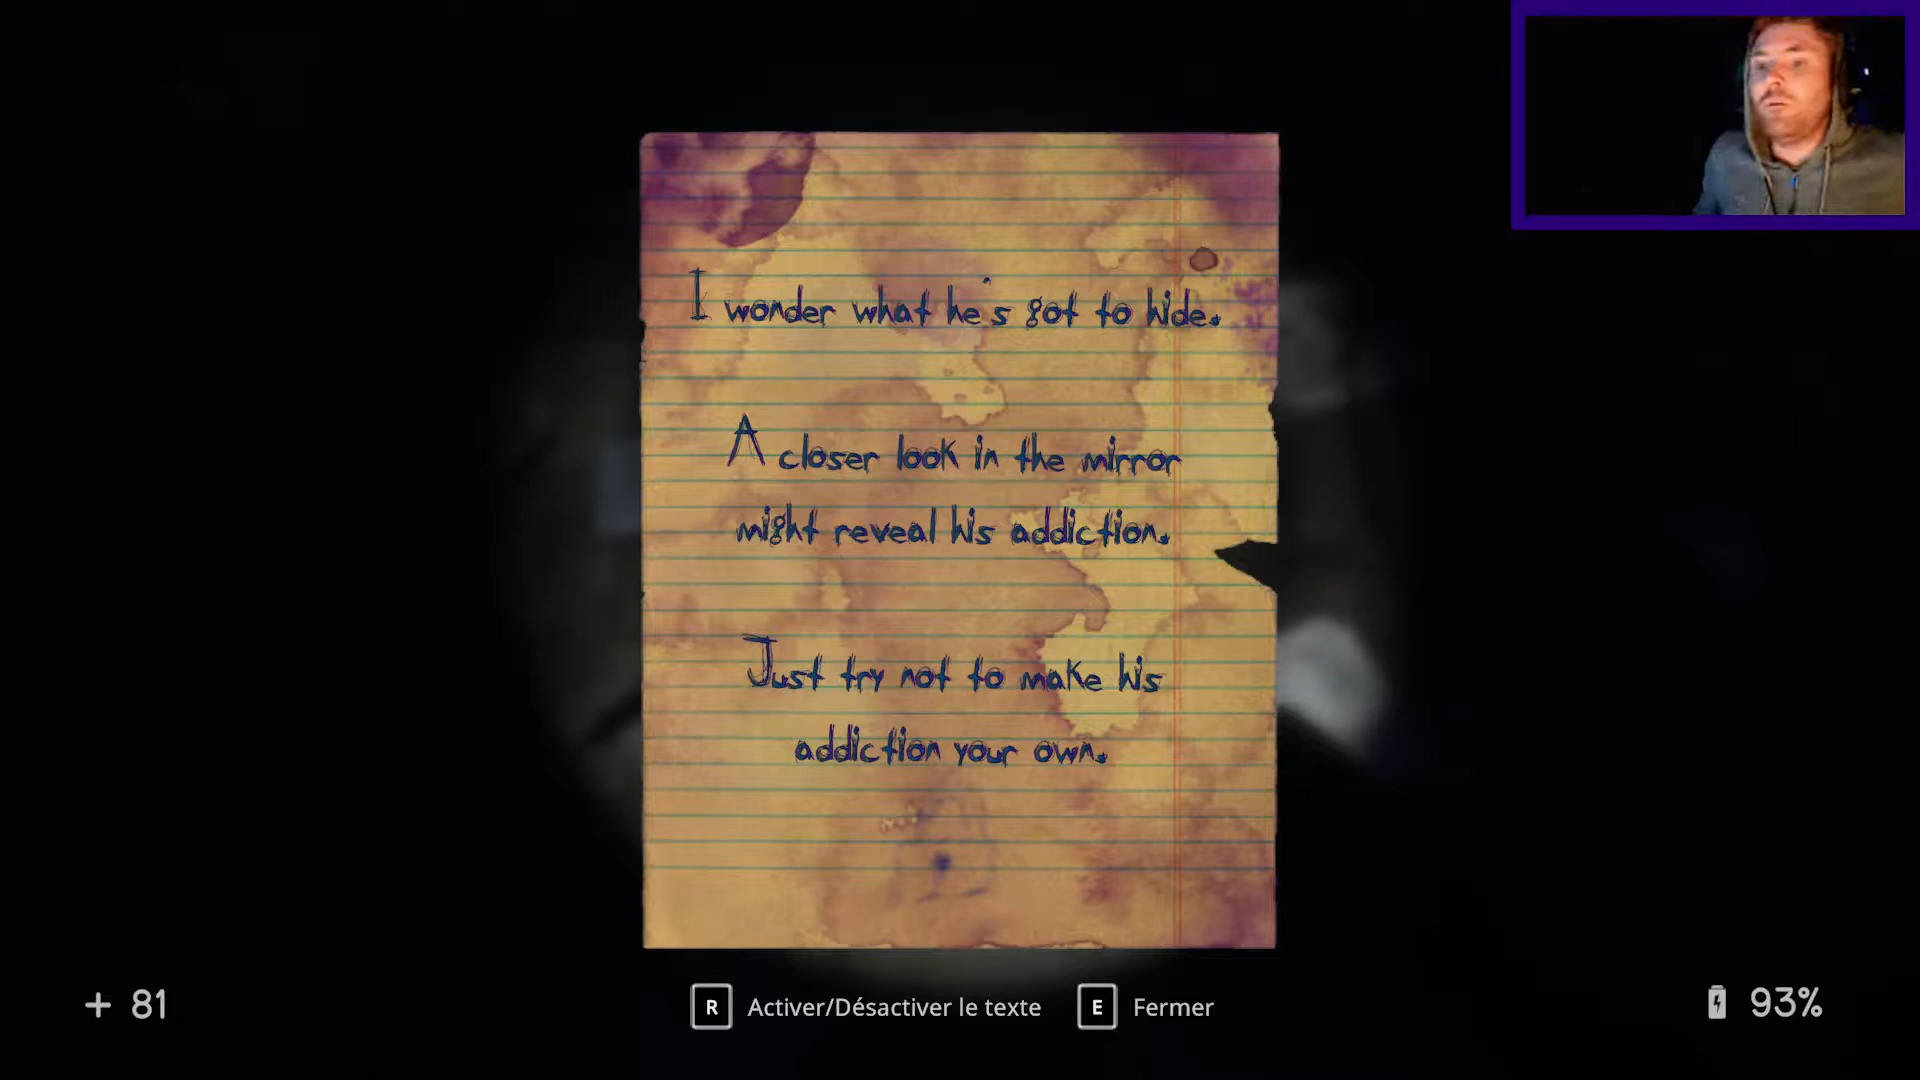 I wonder what he's got to hide.
A closer look in the mirror
might reveal his addiction.
Just try not to make his
addiction your own.
+ 81
R Activer/Désactiver le texte E Fermer
93%